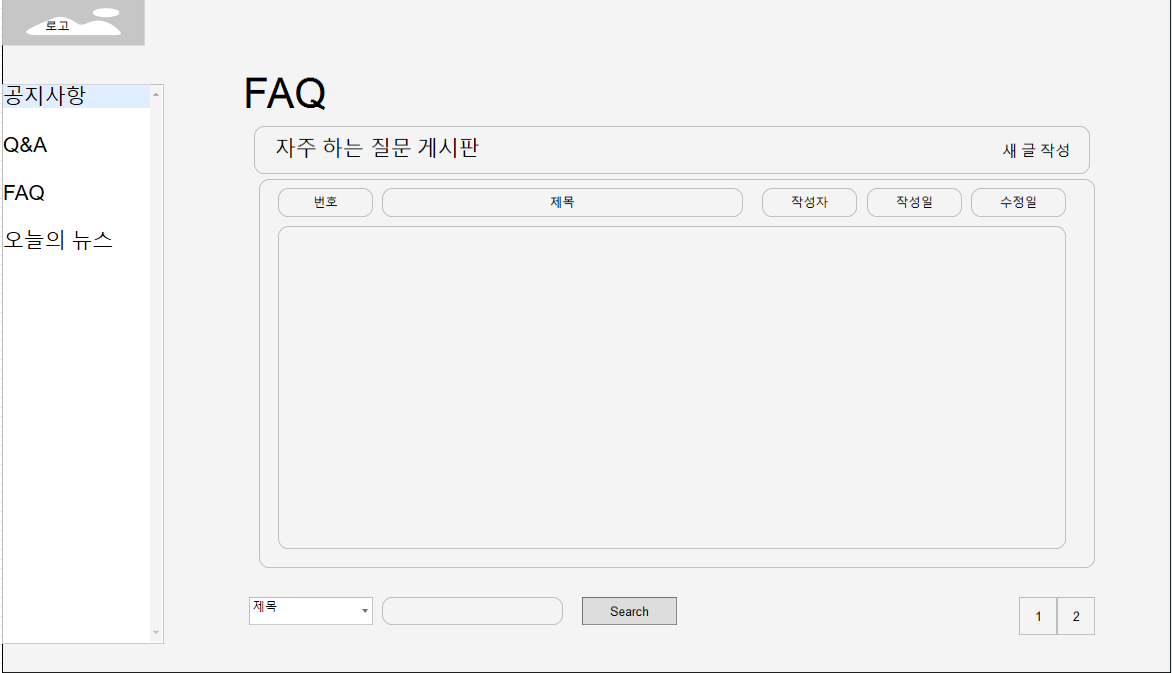 로고
공지사항
Q&A
FAQ
오늘의 뉴스
FAQ
자주 하는 질문 게시판 새 글 작성
번호 제목 작성자 작성일 수정일
제목 Search 1 2